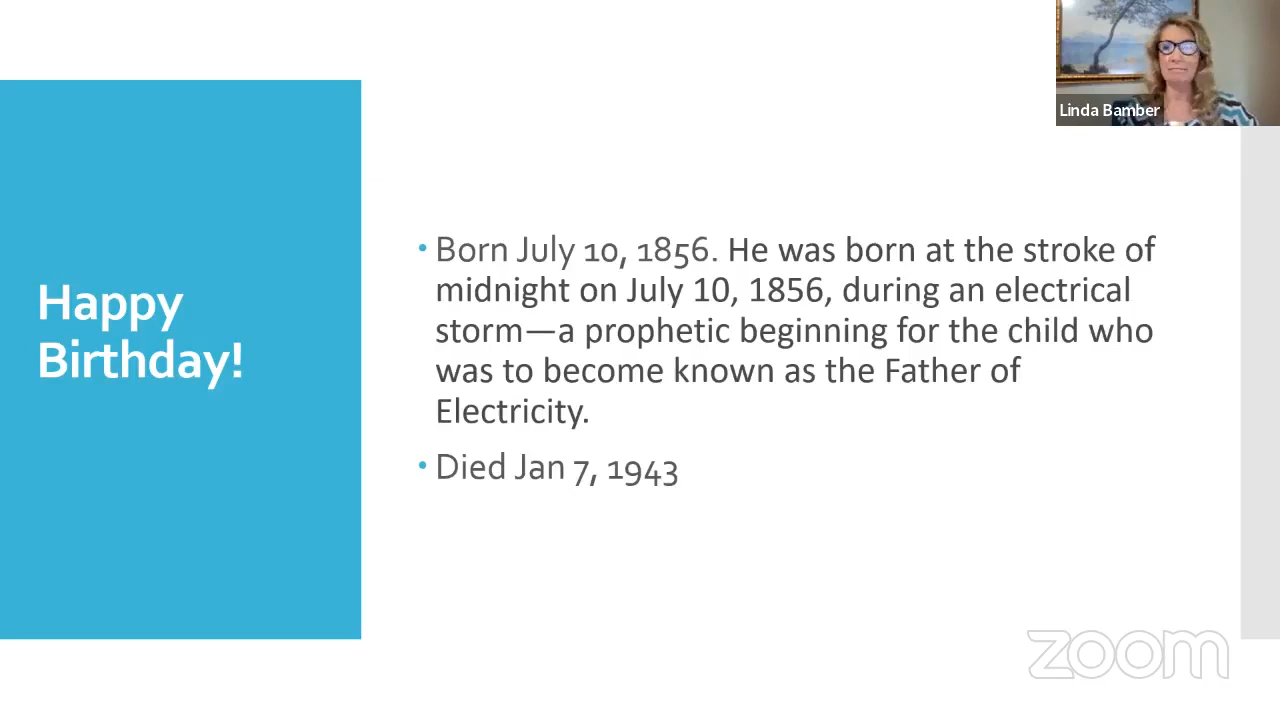 Linda Bamber
Happy
Birthday!
• Born July 10, 1856. He was born at the stroke of
midnight on July 10, 1856, during an electrical
storm—a prophetic beginning for the child who
was to become known as the Father of
Electricity.
• Died Jan 7, 1943
zoom